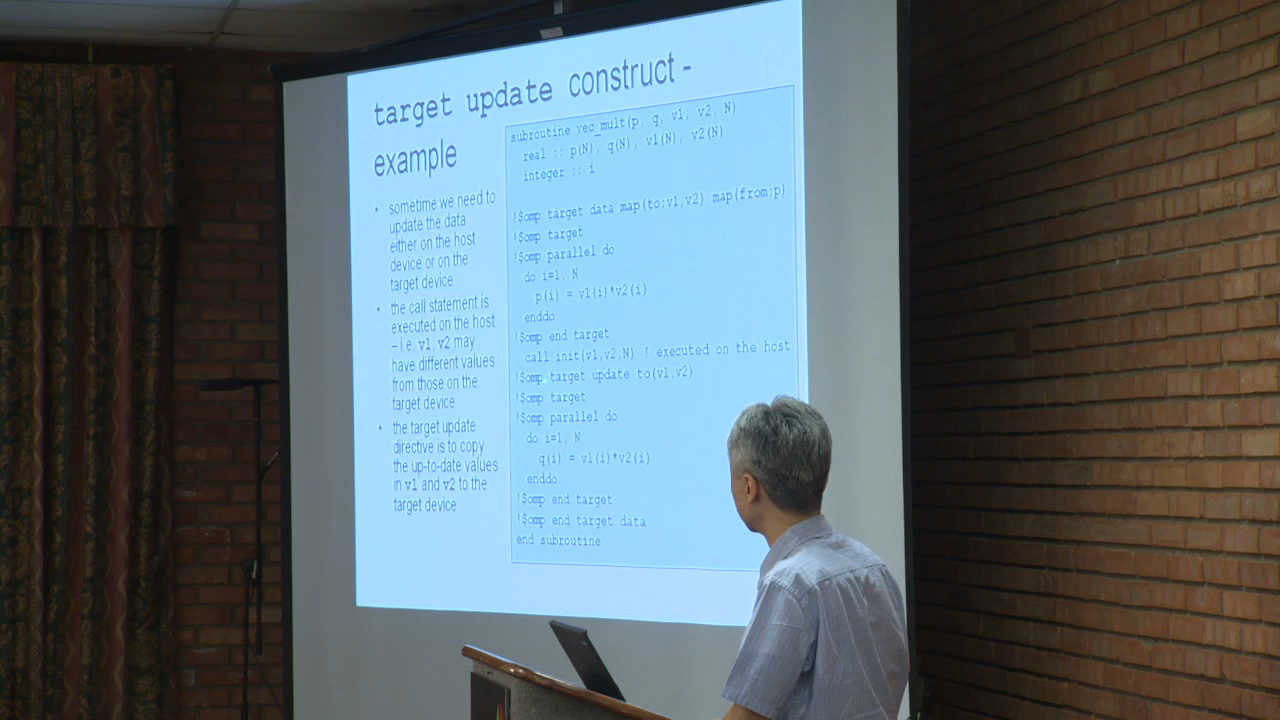 target update construct -
example
• sometime we need to
update the data
either on the host
device or on the
target device
• the call statement is
executed on the host
– i.e. v1, v2 may
have different values
from those on the
target device
• the target update
directive is to copy
the up-to-date values
in v1 and v2 to the
target device
subroutine vec_mult(p, q, v1, v2, N)
real :: p(N), q(N), v1(N), v2(N)
integer :: i
!$omp target data map(to:v1,v2) map(from:p)
!$omp target
!$omp parallel do
do i=1, N
p(i) = v1(i)*v2(i)
enddo
!$omp end target
call init(v1,v2,N) ! executed on the host
!$omp target update to(v1,v2)
!$omp target
!$omp parallel do
do i=1, N
q(i) = v1(i)*v2(i)
enddo
!$omp end target
!$omp end target data
end subroutine